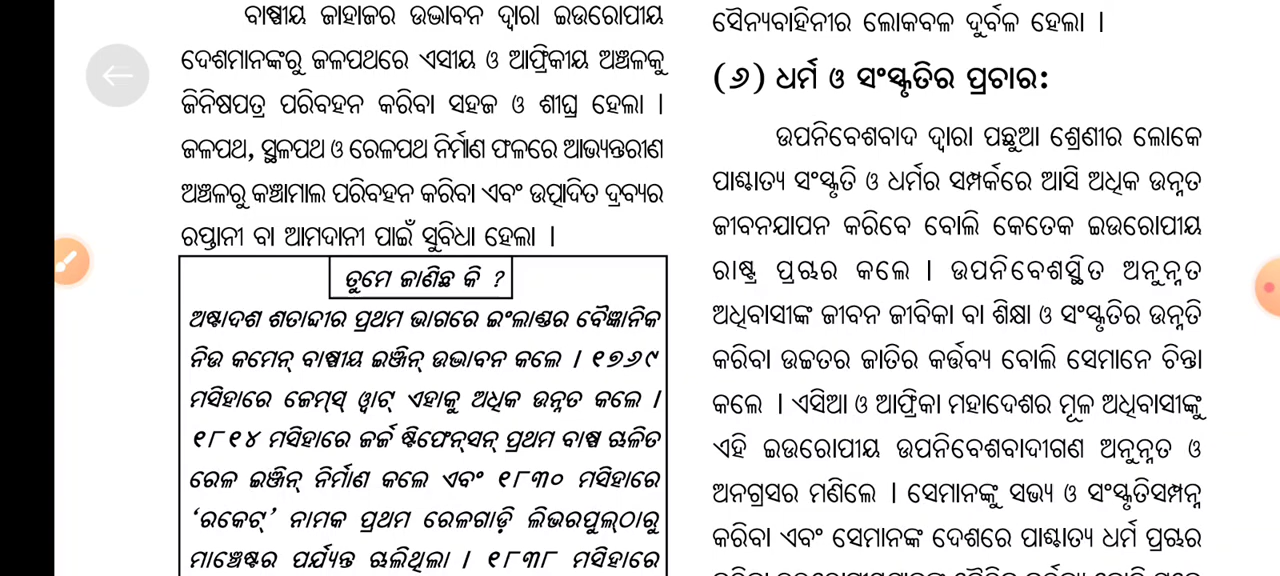 ବାଷ୍ପୀୟ ଜାହାଜର ଉଦ୍ଭାବନ ଦ୍ୱାରା ଇଉରୋପୀୟ
ଦେଶମାନଙ୍କରୁ ଜଳପଥରେ ଏସୀୟ ଓ ଆଫ୍ରିକୀୟ ଅଞ୍ଚଳକୁ
ଜିନିଷପତ୍ର ପରିବହନ କରିବା ସହଜ ଓ ଶୀଘ୍ର ହେଲା ।
ଜଳପଥ, ସ୍ଥଳପଥ ଓ ରେଳପଥ ନିର୍ମାଣ ଫଳରେ ଆଭ୍ୟନ୍ତରୀଣ
ଅଞ୍ଚଳରୁ କଞ୍ଚାମାଲ ପରିବହନ କରିବା ଏବଂ ଉତ୍ପାଦିତ ଦ୍ରବ୍ୟର
ରପ୍ତାନୀ ବା ଆମଦାନୀ ପାଇଁ ସୁବିଧା ହେଲା ।
ତୁମେ ଜାଣିଛ କି ?
ଅଷ୍ଟାଦଶ ଶତାବ୍ଦୀର ପ୍ରଥମ ଭାଗରେ ଇଂଲାଣ୍ଡର ବୈଜ୍ଞାନିକ
ନିଉ କମେନ୍ ବାଷ୍ପୀୟ ଇଞ୍ଜିନ୍ ଉଦ୍ଭାବନ କଲେ । ୧୭୬୯
ମସିହାରେ ଜେମ୍ସ୍ ୱାଟ୍ ଏହାକୁ ଅଧିକ ଉନ୍ନତ କଲେ ।
୧୮୧୪ ମସିହାରେ ଜର୍ଜ ଷ୍ଟିଫେନ୍‌ସନ୍ ପ୍ରଥମ ବାଷ୍ପ ଚାଳିତ
ରେଳ ଇଞ୍ଜିନ୍ ନିର୍ମାଣ କଲେ ଏବଂ ୧୮୩୦ ମସିହାରେ
‘ରକେଟ୍’ ନାମକ ପ୍ରଥମ ରେଳଗାଡ଼ି ଲିଭରପୁଲ୍‌ଠାରୁ
ମାଞ୍ଚେଷ୍ଟର ପର୍ଯ୍ୟନ୍ତ ଚାଲିଥିଲା । ୧୮୩୮ ମସିହାରେ
ସୈନ୍ୟବାହିନୀର ଲୋକବଳ ଦୁର୍ବଳ ହେଲା ।
(୬) ଧର୍ମ ଓ ସଂସ୍କୃତିର ପ୍ରଚାର:
ଉପନିବେଶବାଦ ଦ୍ୱାରା ପଛୁଆ ଶ୍ରେଣୀର ଲୋକେ
ପାଶ୍ଚାତ୍ୟ ସଂସ୍କୃତି ଓ ଧର୍ମର ସମ୍ପର୍କରେ ଆସି ଅଧିକ ଉନ୍ନତ
ଜୀବନଯାପନ କରିବେ ବୋଲି କେତେକ ଇଉରୋପୀୟ
ରାଷ୍ଟ୍ର ପ୍ରଚାର କଲେ । ଉପନିବେଶସ୍ଥିତ ଅନୁନ୍ନତ
ଅଧିବାସୀଙ୍କ ଜୀବନ ଜୀବିକା ବା ଶିକ୍ଷା ଓ ସଂସ୍କୃତିର ଉନ୍ନତି
କରିବା ଉଚ୍ଚତର ଜାତିର କର୍ତ୍ତବ୍ୟ ବୋଲି ସେମାନେ ଚିନ୍ତା
କଲେ । ଏସିଆ ଓ ଆଫ୍ରିକା ମହାଦେଶର ମୂଳ ଅଧିବାସୀଙ୍କୁ
ଏହି ଇଉରୋପୀୟ ଉପନିବେଶବାଦୀଗଣ ଅନୁନ୍ନତ ଓ
ଅନଗ୍ରସର ମଣିଲେ । ସେମାନଙ୍କୁ ସଭ୍ୟ ଓ ସଂସ୍କୃତିସମ୍ପନ୍ନ
କରିବା ଏବଂ ସେମାନଙ୍କ ଦେଶରେ ପାଶ୍ଚାତ୍ୟ ଧର୍ମ ପ୍ରଚାର